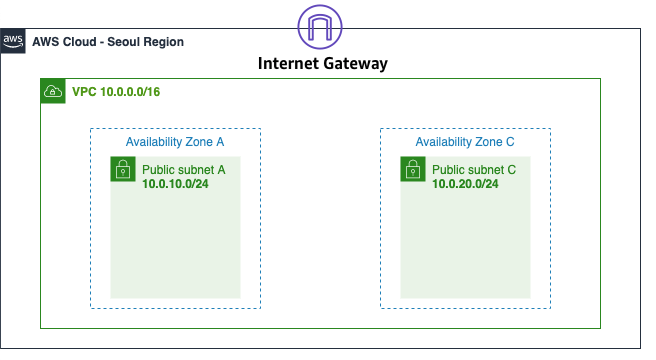 aws
AWS Cloud - Seoul Region
Internet Gateway
VPC 10.0.0.0/16
Availability Zone A
Public subnet A
10.0.10.0/24
Availability Zone C
Public subnet C
10.0.20.0/24